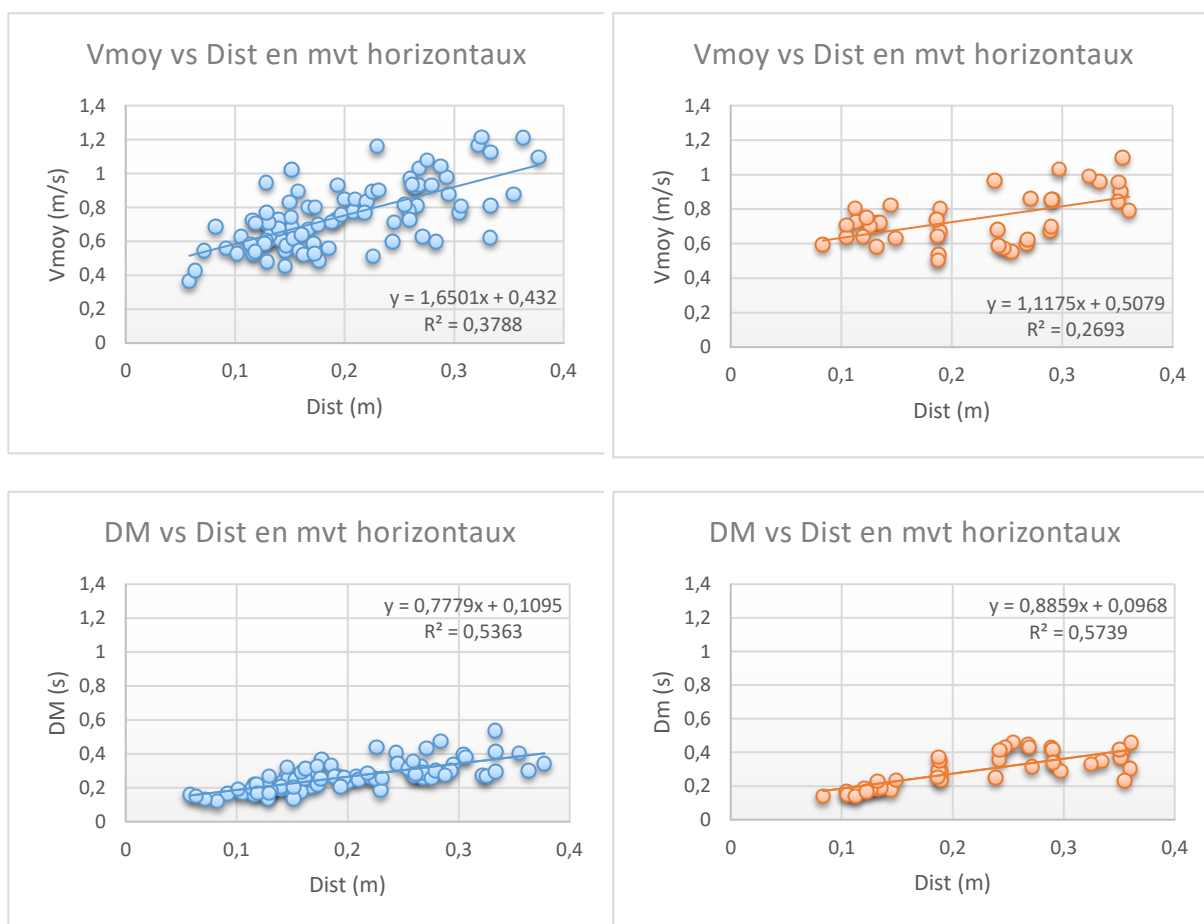 Vmoy vs Dist en mvt horizontaux
1,4
1,2
1
0,8
0,6
0,4
0,2
0
Vmoy (m/s)
y = 1,6501x + 0,432
R² = 0,3788
0 0,1 0,2 0,3 0,4
Dist (m)
Vmoy vs Dist en mvt horizontaux
1,4
1,2
1
0,8
0,6
0,4
0,2
0
Vmoy (m/s)
y = 1,1175x + 0,5079
R² = 0,2693
0 0,1 0,2 0,3 0,4
Dist (m)
DM vs Dist en mvt horizontaux
1,4
1,2
1
0,8
0,6
0,4
0,2
0
DM (s)
y = 0,7779x + 0,1095
R² = 0,5363
0 0,1 0,2 0,3 0,4
Dist (m)
DM vs Dist en mvt horizontaux
1,4
1,2
1
0,8
0,6
0,4
0,2
0
Dm (s)
y = 0,8859x + 0,0968
R² = 0,5739
0 0,1 0,2 0,3 0,4
Dist (m)